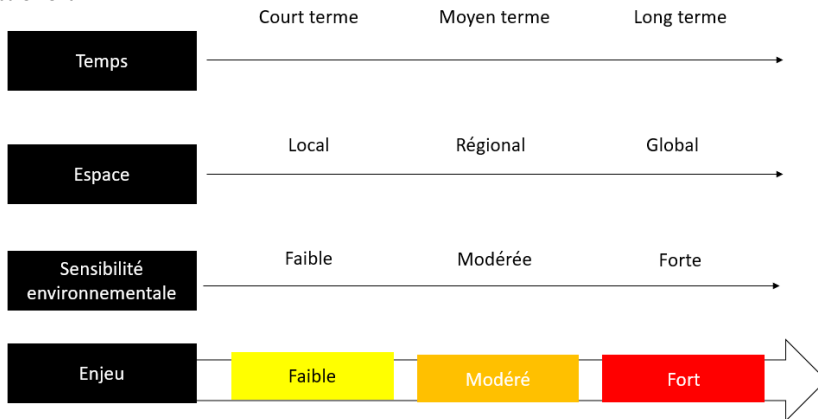 Court terme Moyen terme Long terme
Temps
Local Régional Global
Espace
Faible Modérée Forte
Sensibilité
environnementale
Enjeu Faible Modéré Fort